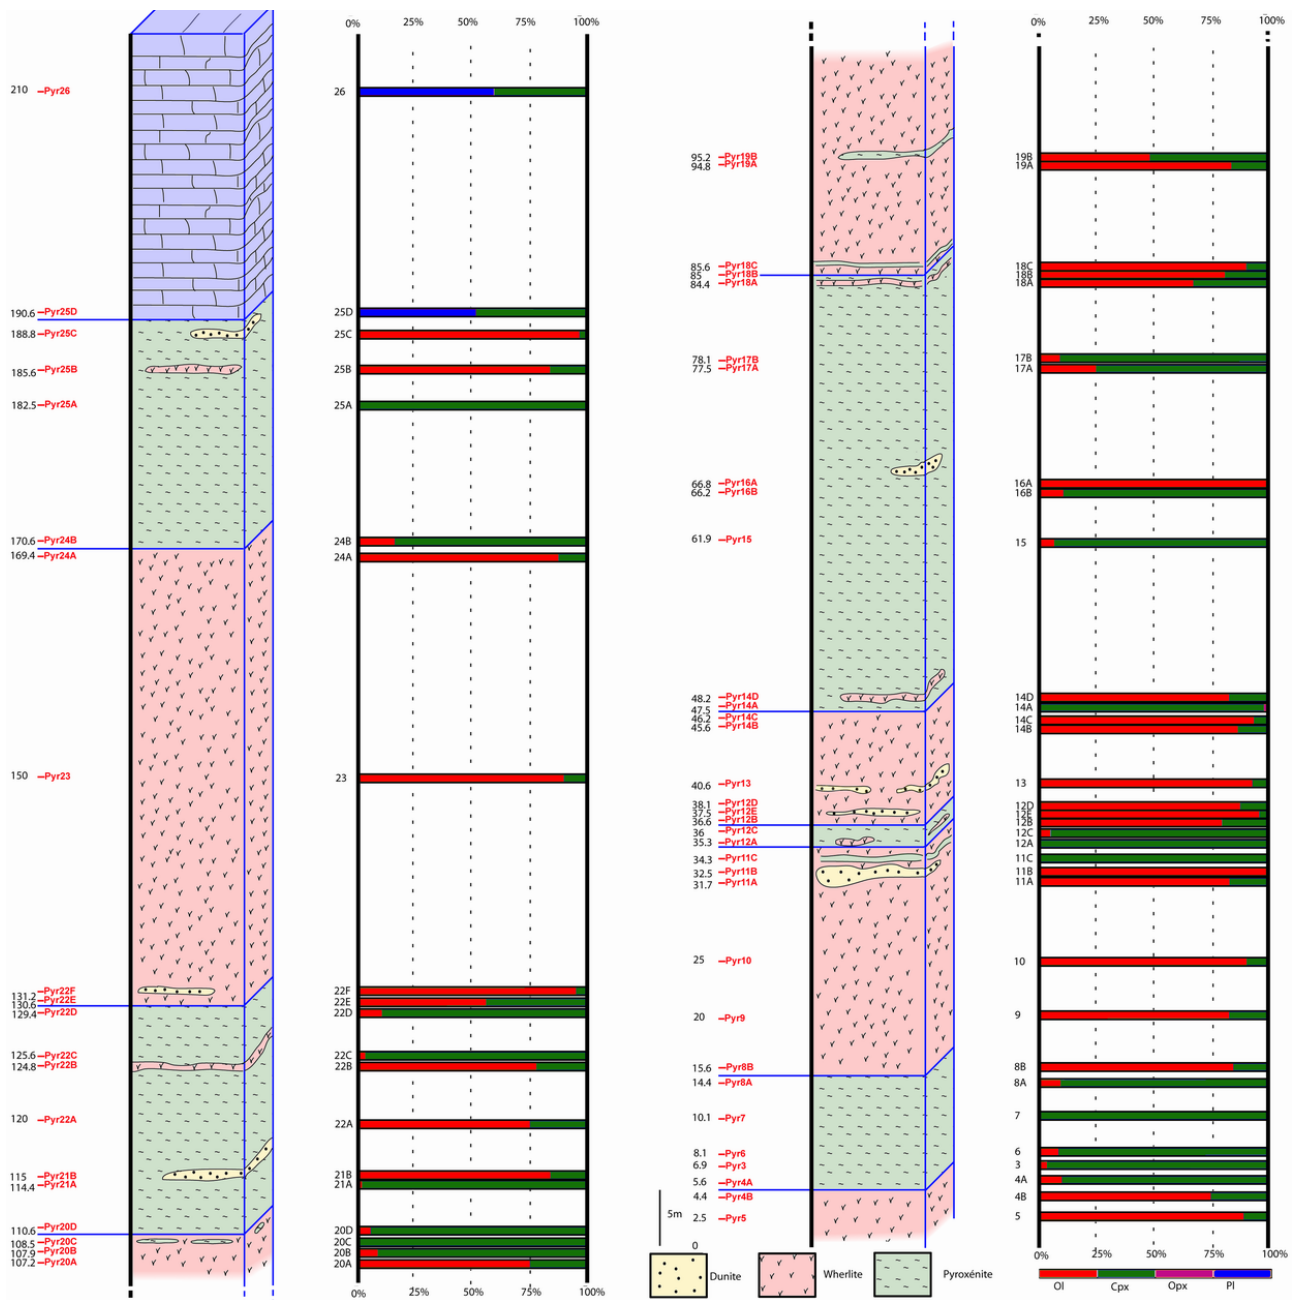 0% 25% 50% 75% 100%
210 Pyr26
26
190.6 Pyr25D
25D
188.8 Pyr25C
25C
185.6 Pyr25B
25B
182.5 Pyr25A
25A
170.6 Pyr24B
24B
169.4 Pyr24A
24A
150 Pyr23
23
Pyr22F
22F
131.2
Pyr22E
22E
130.6
129.4 Pyr22D
22D
125.6 Pyr22C
22C
124.8 Pyr22B
22B
120 Pyr22A
22A
115 Pyr21B
21B
114.4 Pyr21A
21A
110.6 Pyr20D
20D
108.5 Pyr20C
20C
107.9 Pyr20B
20B
107.2 Pyr20A
20A
0% 25% 50% 75% 100%
0% 25% 50% 75% 100%
95.2 Pyr19B
19B
94.8 Pyr19A
19A
85.6 Pyr18C
18C
85 Pyr18B
18B
84.4 Pyr18A
18A
78.1 Pyr17B
17B
77.5 Pyr17A
17A
66.8 Pyr16A
16A
66.2 Pyr16B
16B
61.9 Pyr15
15
48.2 Pyr14D
14D
47.5 Pyr14A
14A
46.2 Pyr14C
14C
45.6 Pyr14B
14B
40.6 Pyr13
13
38.1 Pyr12D
12D
37.5 Pyr12E
12E
36.6 Pyr12B
12B
36 Pyr12C
12C
35.3 Pyr12A
12A
34.3 Pyr11C
11C
32.5 Pyr11B
11B
31.7 Pyr11A
11A
25 Pyr10
10
20 Pyr9
9
15.6 Pyr8B
8B
14.4 Pyr8A
8A
10.1 Pyr7
7
8.1 Pyr6
6
6.9 Pyr3
3
5.6 Pyr4A
4A
4.4 Pyr4B
4B
2.5 Pyr5
5
5m
0
0% 25% 50% 75% 100%
Dunite Wherlite Pyroxénite
Ol Cpx Opx Pl